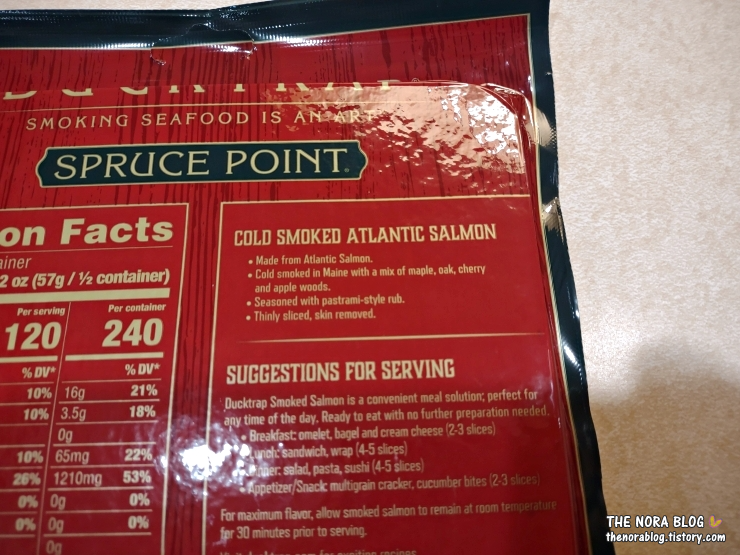 SMOKING SEAFOOD IS AN ART
SPRUCE POINT
on Facts
ainer
2 oz (57g / ½ container)
Per serving Per container
120 240
% DV* % DV*
10% 16g 21%
10% 3.5g 18%
0g
10% 65mg 22%
26% 1210mg 53%
0% 0g 0%
0% 0g 0%
0g
COLD SMOKED ATLANTIC SALMON
• Made from Atlantic Salmon.
• Cold smoked in Maine with a mix of maple, oak, cherry
and apple woods.
• Seasoned with pastrami-style rub.
• Thinly sliced, skin removed.
SUGGESTIONS FOR SERVING
Ducktrap Smoked Salmon is a convenient meal solution; perfect for
any time of the day. Ready to eat with no further preparation needed.
• Breakfast: omelet, bagel and cream cheese (2-3 slices)
Lunch: sandwich, wrap (4-5 slices)
Dinner: salad, pasta, sushi (4-5 slices)
Appetizer/Snack: multigrain cracker, cucumber bites (2-3 slices)
For maximum flavor, allow smoked salmon to remain at room temperature
for 30 minutes prior to serving.
THE NORA BLOG
thenorablog.tistory.com